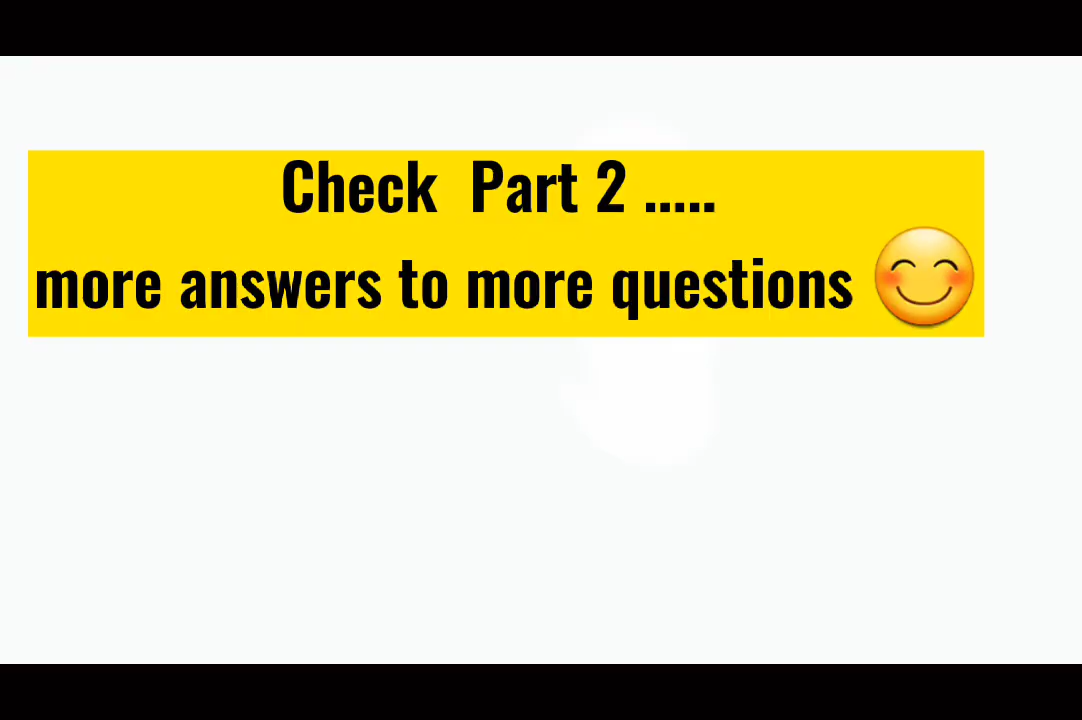 Check Part 2 .....
more answers to more questions 😊